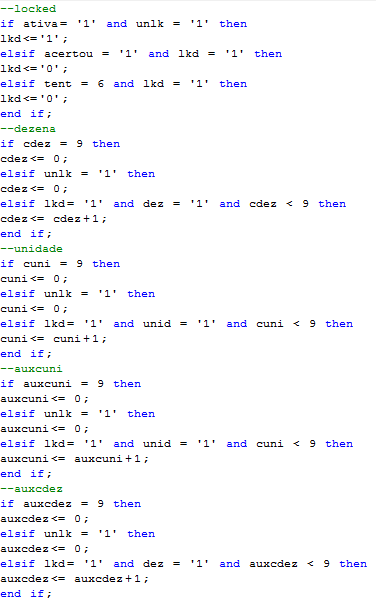 --locked
if ativa= '1' and unlk = '1' then
lkd<='1';
elsif acertou = '1' and lkd = '1' then
lkd<='0';
elsif tent = 6 and lkd = '1' then
lkd<='0';
end if;
--dezena
if cdez = 9 then
cdez<= 0;
elsif unlk = '1' then
cdez<= 0;
elsif lkd= '1' and dez = '1' and cdez < 9 then
cdez<= cdez+1;
end if;
--unidade
if cuni = 9 then
cuni<= 0;
elsif unlk = '1' then
cuni<= 0;
elsif lkd= '1' and unid = '1' and cuni < 9 then
cuni<= cuni+1;
end if;
--auxcuni
if auxcuni = 9 then
auxcuni<= 0;
elsif unlk = '1' then
auxcuni<= 0;
elsif lkd= '1' and unid = '1' and cuni < 9 then
auxcuni<= auxcuni+1;
end if;
--auxcdez
if auxcdez = 9 then
auxcdez<= 0;
elsif unlk = '1' then
auxcdez<= 0;
elsif lkd= '1' and dez = '1' and auxcdez < 9 then
auxcdez<= auxcdez+1;
end if;